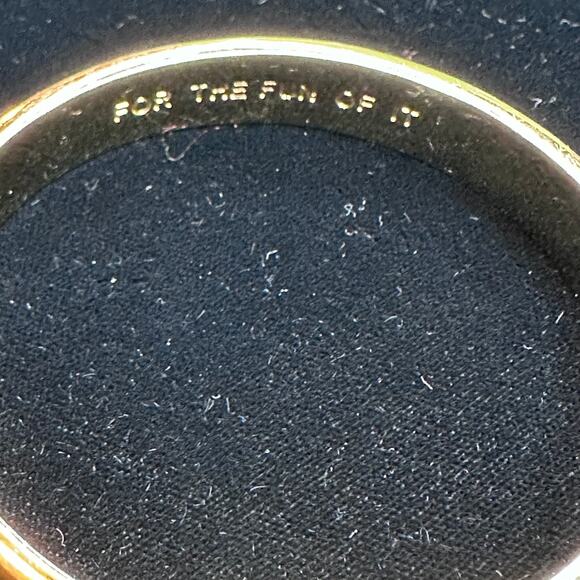 FOR THE FUN OF IT